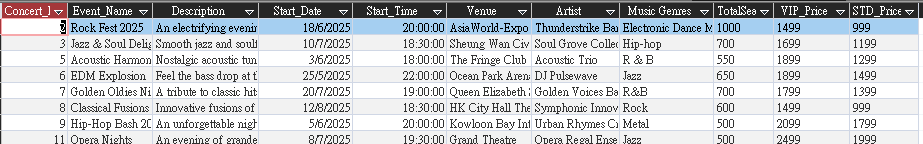 Concert_I Event_Name Description Start_Date Start_Time Venue Artist Music Genres TotalSea VIP_Price STD_Price
2 Rock Fest 2025 An electrifying evenin 18/6/2025 20:00:00 AsiaWorld-Expo Thunderstrike Ba Electronic Dance M 1000 1499 999
3 Jazz & Soul Delig Smooth jazz and soult 10/7/2025 18:30:00 Sheung Wan Civ Soul Grove Collec Hip-hop 700 1699 1199
5 Acoustic Harmon Nostalgic acoustic tun 3/6/2025 18:00:00 The Fringe Club Acoustic Trio R & B 550 1899 1299
6 EDM Explosion Feel the bass drop at t 25/5/2025 22:00:00 Ocean Park Arena DJ Pulsewave Jazz 650 1899 1499
7 Golden Oldies Ni A tribute to classic hit 20/7/2025 19:00:00 Queen Elizabeth Golden Voices Ba R&B 700 1799 1399
8 Classical Fusions Innovative fusions of 12/8/2025 18:30:00 HK City Hall The Symphonic Innov Rock 600 1499 999
9 Hip-Hop Bash 20 An unforgettable nigh 5/6/2025 20:00:00 Kowloon Bay Int Urban Rhymes C Metal 500 2099 1799
11 Opera Nights An evening of grande 8/7/2025 19:30:00 Grand Theatre Opera Regal Ense Jazz 500 2499 1999